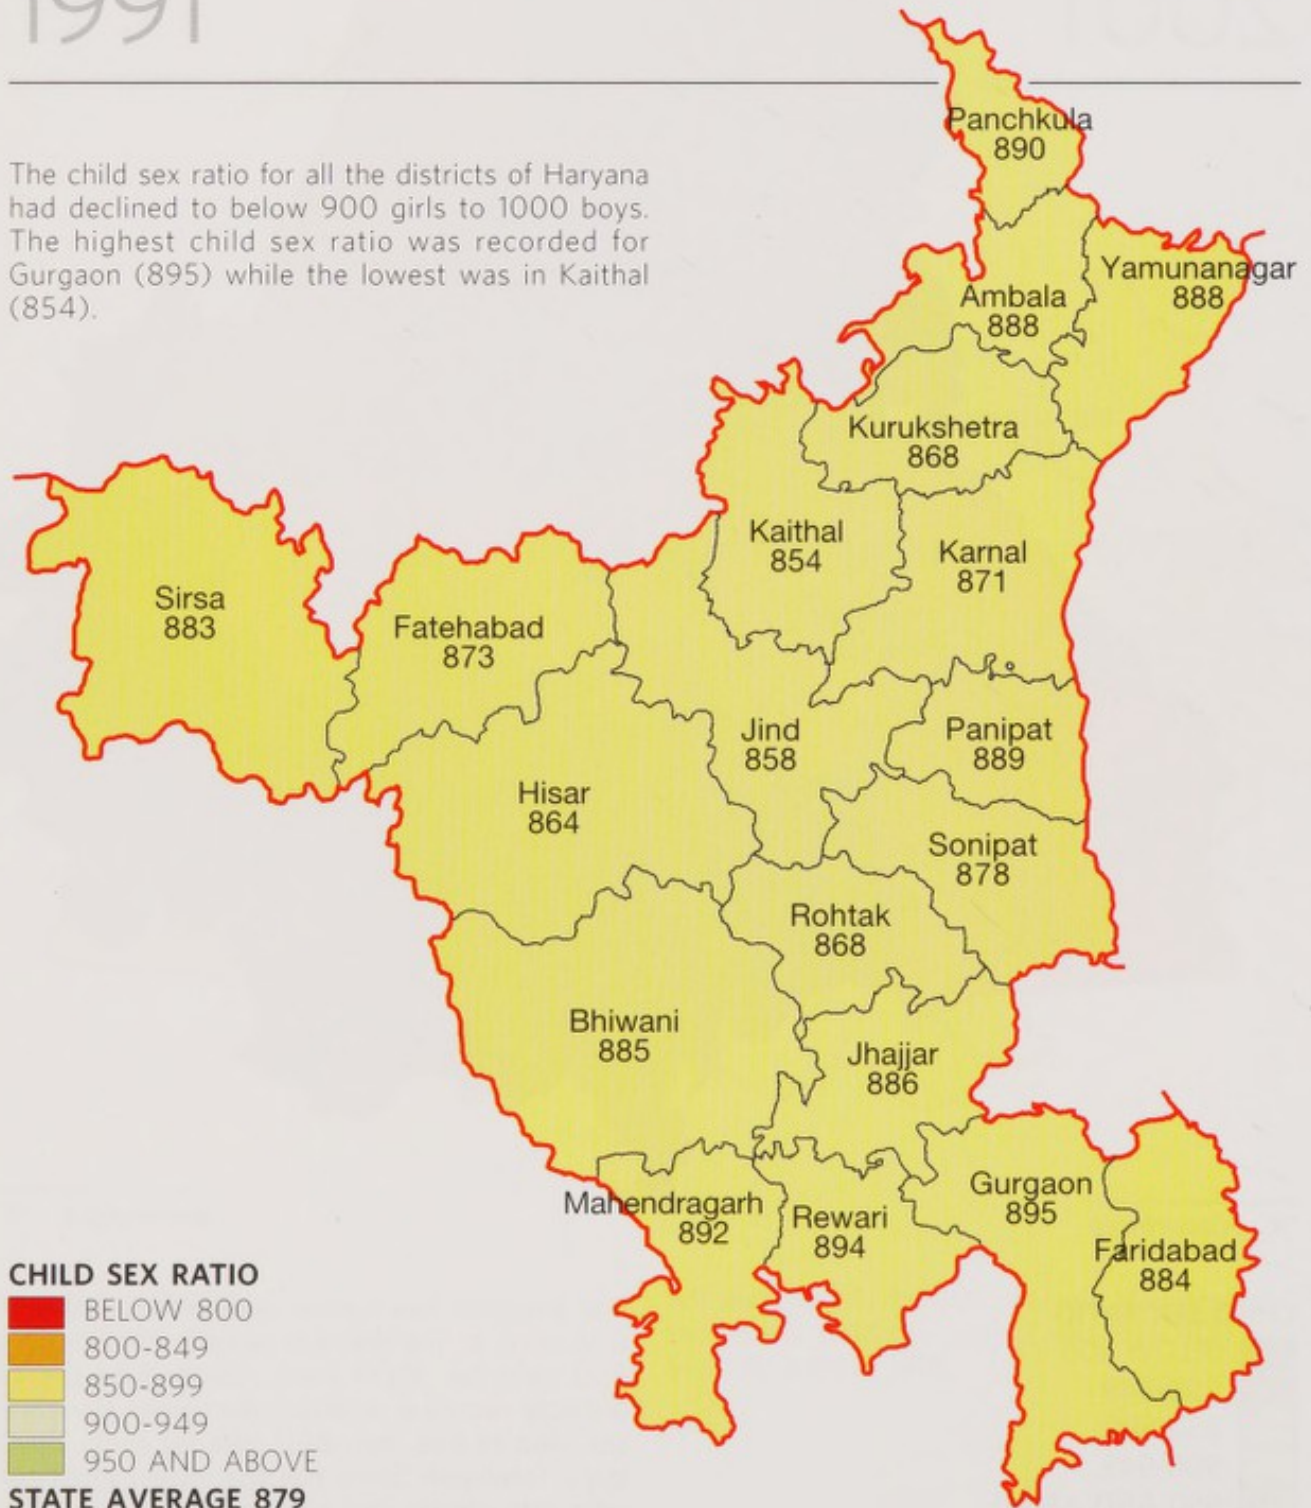 1991
The child sex ratio for all the districts of Haryana
had declined to below 900 girls to 1000 boys.
The highest child sex ratio was recorded for
Gurgaon (895) while the lowest was in Kaithal
(854).
Panchkula
890
Yamunanagar
888
Ambala
888
Kurukshetra
868
Kaithal
854
Karnal
871
Sirsa
883
Fatehabad
873
Jind
858
Panipat
889
Hisar
864
Sonipat
878
Rohtak
868
Bhiwani
885
Jhajjar
886
Mahendragarh
892
Rewari
894
Gurgaon
895
Faridabad
884
CHILD SEX RATIO
BELOW 800
800-849
850-899
900-949
950 AND ABOVE
STATE AVERAGE 879